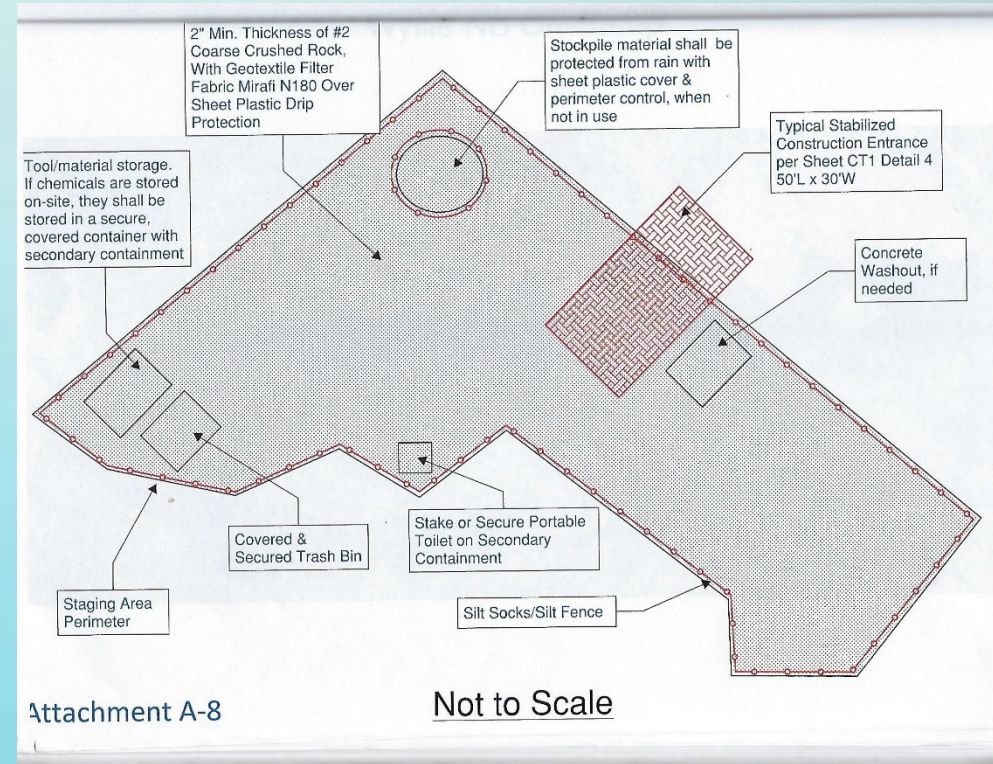 2" Min. Thickness of #2
Coarse Crushed Rock,
With Geotextile Filter
Fabric Mirafi N180 Over
Sheet Plastic Drip
Protection
Stockpile material shall be
protected from rain with
sheet plastic cover &
perimeter control, when
not in use
Typical Stabilized
Construction Entrance
per Sheet CT1 Detail 4
50'L x 30'W
Tool/material storage.
If chemicals are stored
on-site, they shall be
stored in a secure,
covered container with
secondary containment
Concrete
Washout, if
needed
Covered &
Secured Trash Bin
Stake or Secure Portable
Toilet on Secondary
Containment
Staging Area
Perimeter
Silt Socks/Silt Fence
Attachment A-8
Not to Scale